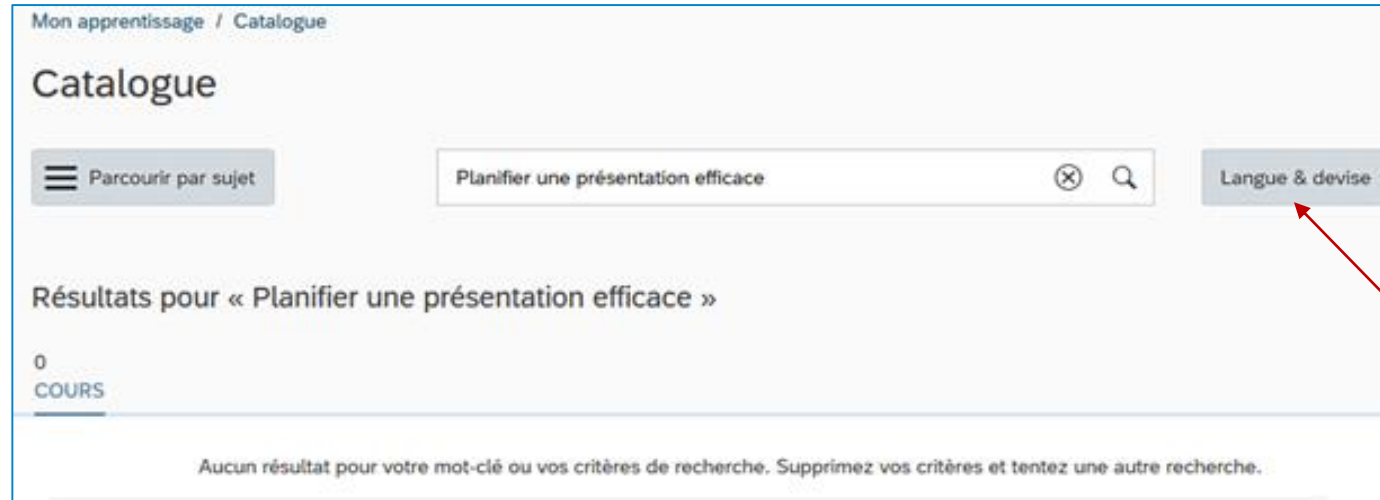 Mon apprentissage / Catalogue
Catalogue
Parcourir par sujet
Planifier une présentation efficace
Langue & devise
Résultats pour « Planifier une présentation efficace »
0
COURS
Aucun résultat pour votre mot-clé ou vos critères de recherche. Supprimez vos critères et tentez une autre recherche.